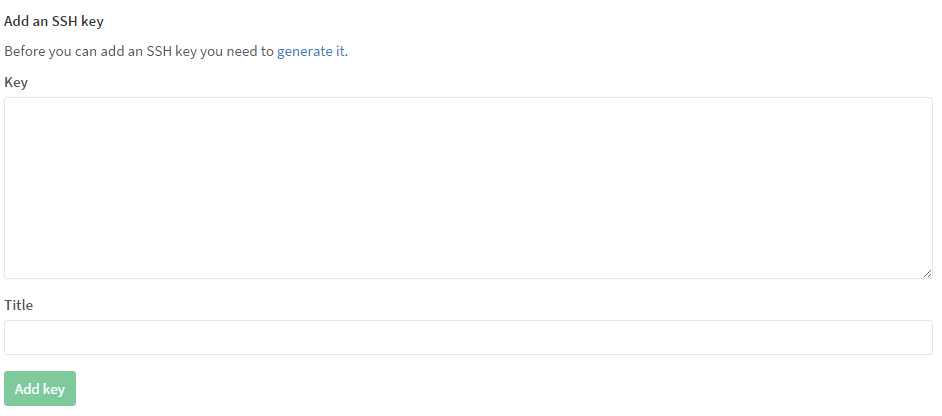 Add an SSH key
Before you can add an SSH key you need to generate it.
Key
Title
Add key